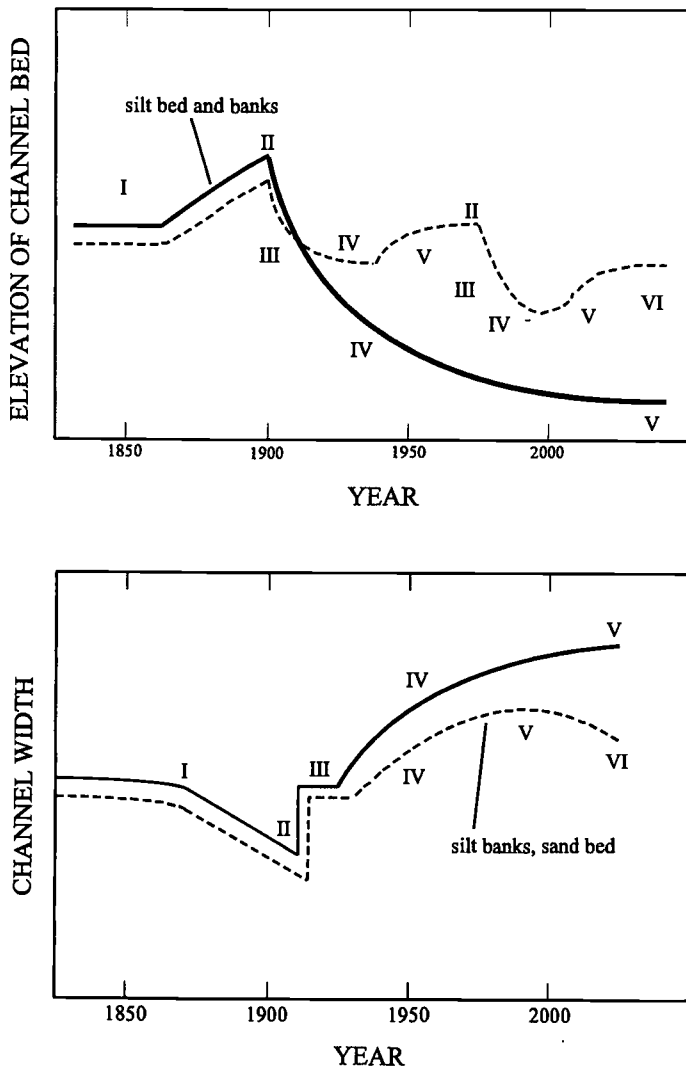 ELEVATION OF CHANNEL BED
silt bed and banks
I
II
III
IV
V
II
III
IV
V
VI
IV
V
1850
1900
1950
2000
YEAR
CHANNEL WIDTH
I
II
III
IV
V
IV
V
VI
silt banks, sand bed
1850
1900
1950
2000
YEAR